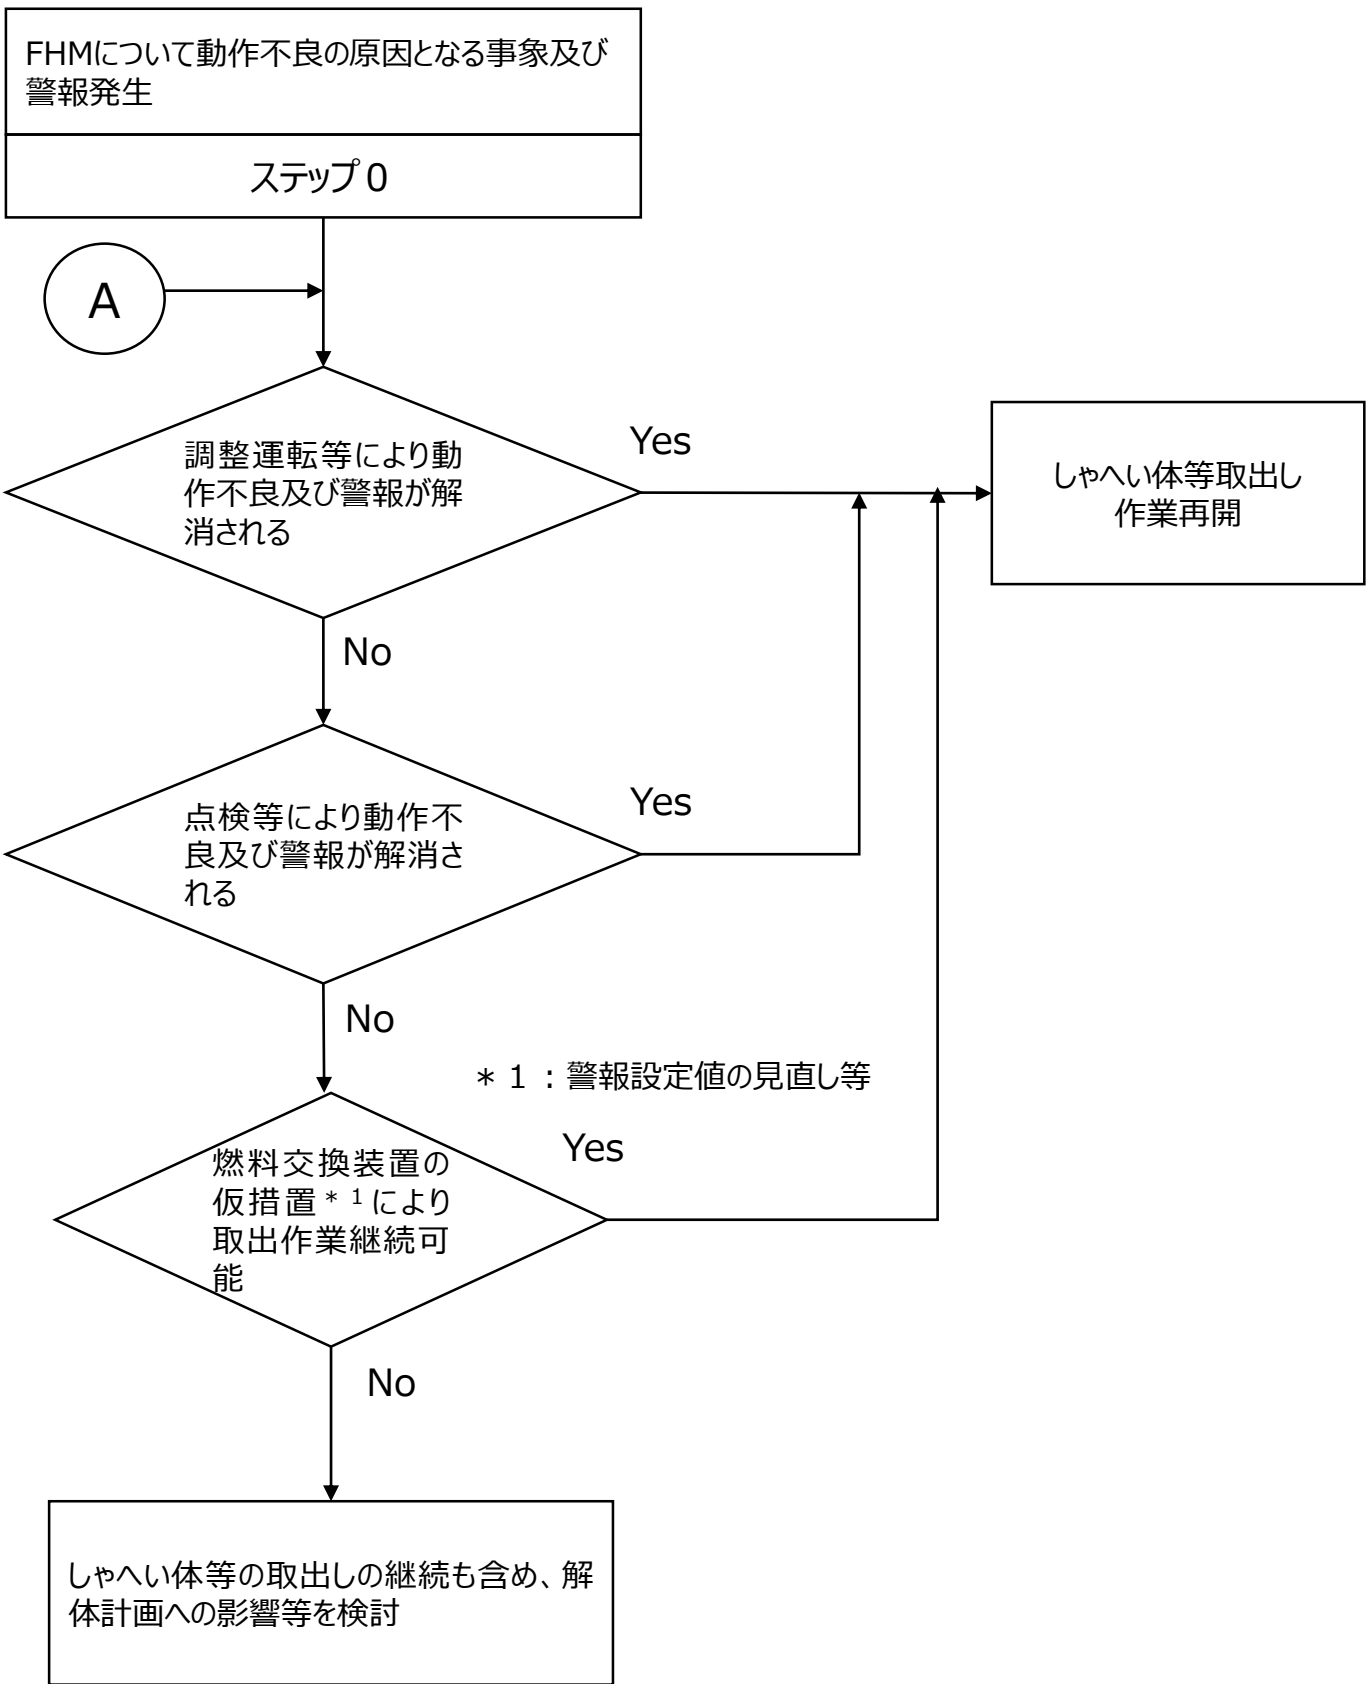 FHMについて動作不良の原因となる事象及び
警報発生
ステップ0
A
調整運転等により動
作不良及び警報が解
消される
Yes
しゃへい体等取出し
作業再開
No
点検等により動作不
良及び警報が解消さ
れる
Yes
No
*1:警報設定値の見直し等
燃料交換装置の
仮措置*1により
取出作業継続可
能
Yes
No
しゃへい体等の取出しの継続も含め、解
体計画への影響等を検討